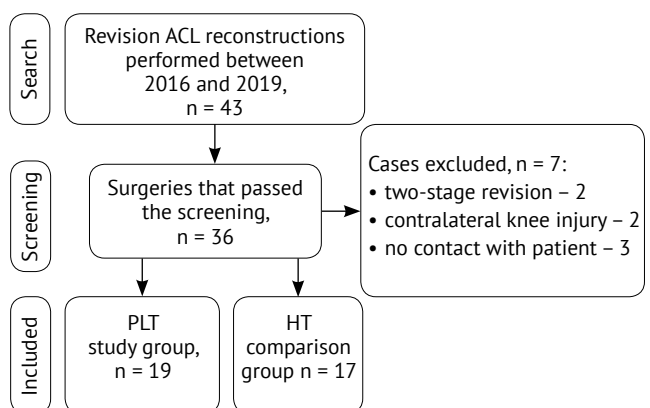 Search
Revision ACL reconstructions
performed between
2016 and 2019,
n = 43
Screening
Surgeries that passed
the screening,
n = 36
Cases excluded, n = 7:
• two-stage revision – 2
• contralateral knee injury – 2
• no contact with patient – 3
Included
PLT
study group,
n = 19
HT
comparison
group n = 17